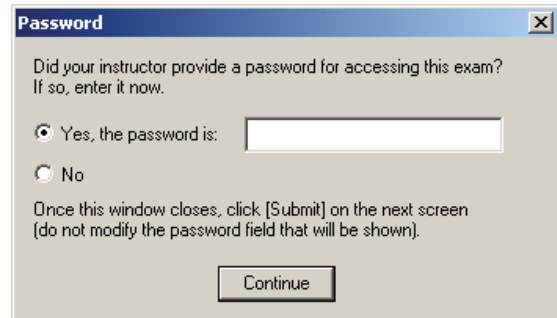 Password
Did your instructor provide a password for accessing this exam?
If so, enter it now.
Yes, the password is:
No
Once this window closes, click [Submit] on the next screen
(do not modify the password field that will be shown).
Continue